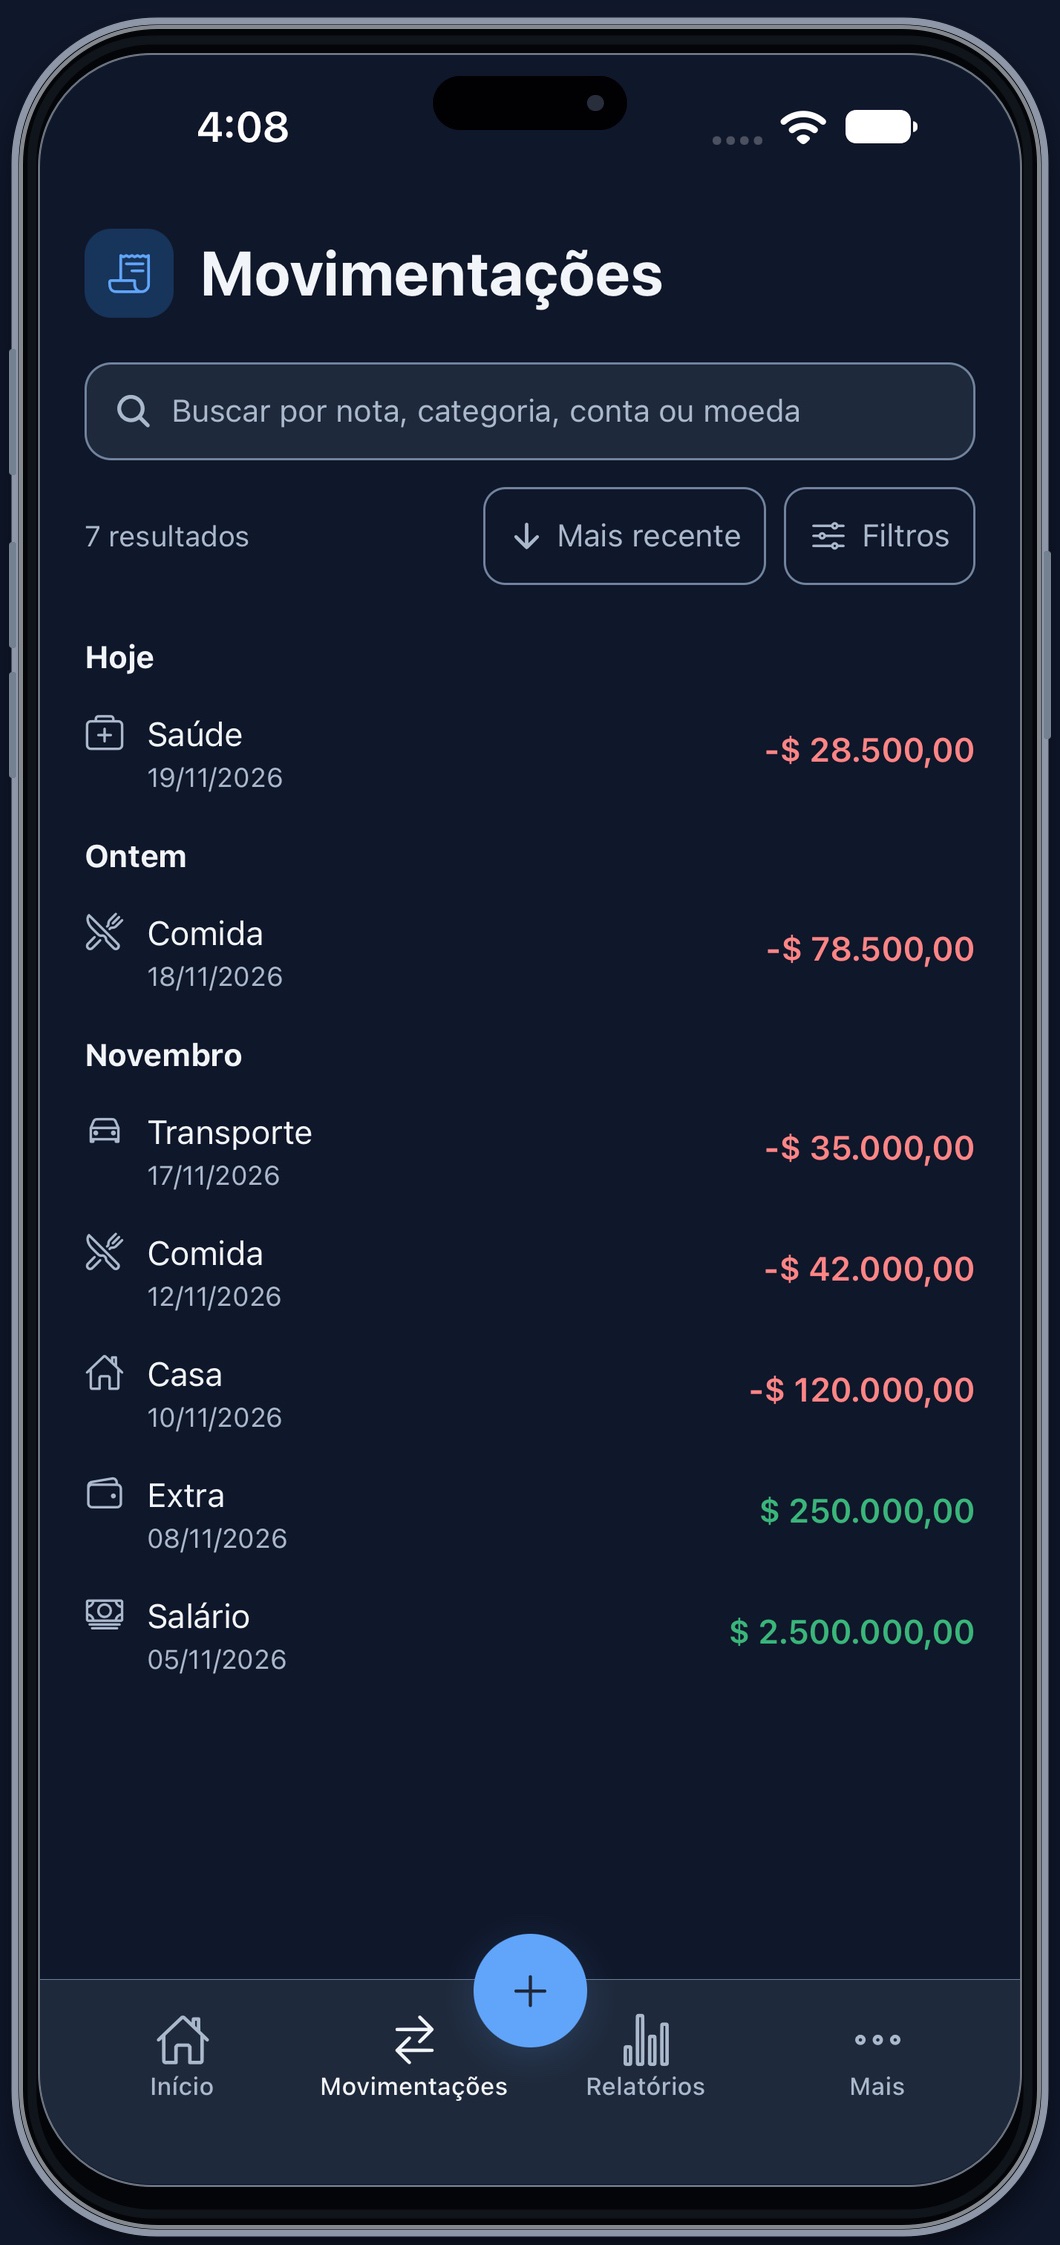 4:08
Movimentações
Buscar por nota, categoria, conta ou moeda
7 resultados
Mais recente
Filtros
Hoje
Saúde
-$ 28.500,00
19/11/2026
Ontem
Comida
-$ 78.500,00
18/11/2026
Novembro
Transporte
-$ 35.000,00
17/11/2026
Comida
-$ 42.000,00
12/11/2026
Casa
-$ 120.000,00
10/11/2026
Extra
$ 250.000,00
08/11/2026
Salário
$ 2.500.000,00
05/11/2026
Início
Movimentações
Relatórios
Mais